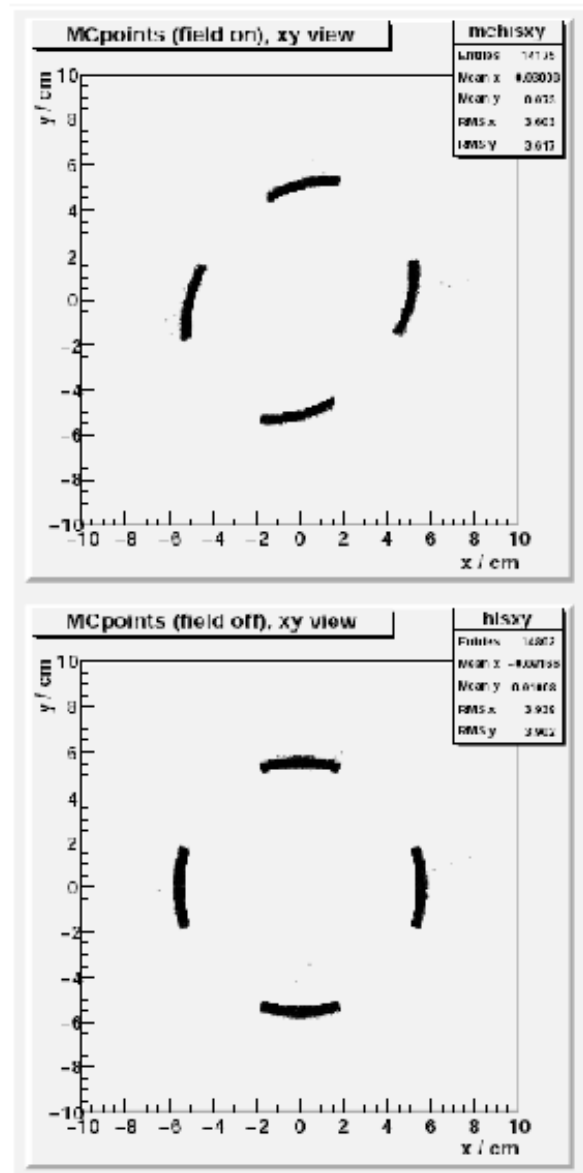 MCpoints (field on), xy view
mchisxy
Entries
Mean x
Mean y
RMS x
RMS y
y / cm
10
8
6
4
2
0
−2
−4
−6
−8
−10
−10 −8 −6 −4 −2 0 2 4 6 8 10
x / cm
MCpoints (field off), xy view
hisxy
Entries
Mean x
Mean y
RMS x
RMS y
y / cm
10
8
6
4
2
0
−2
−4
−6
−8
−10
−10 −8 −6 −4 −2 0 2 4 6 8 10
x / cm